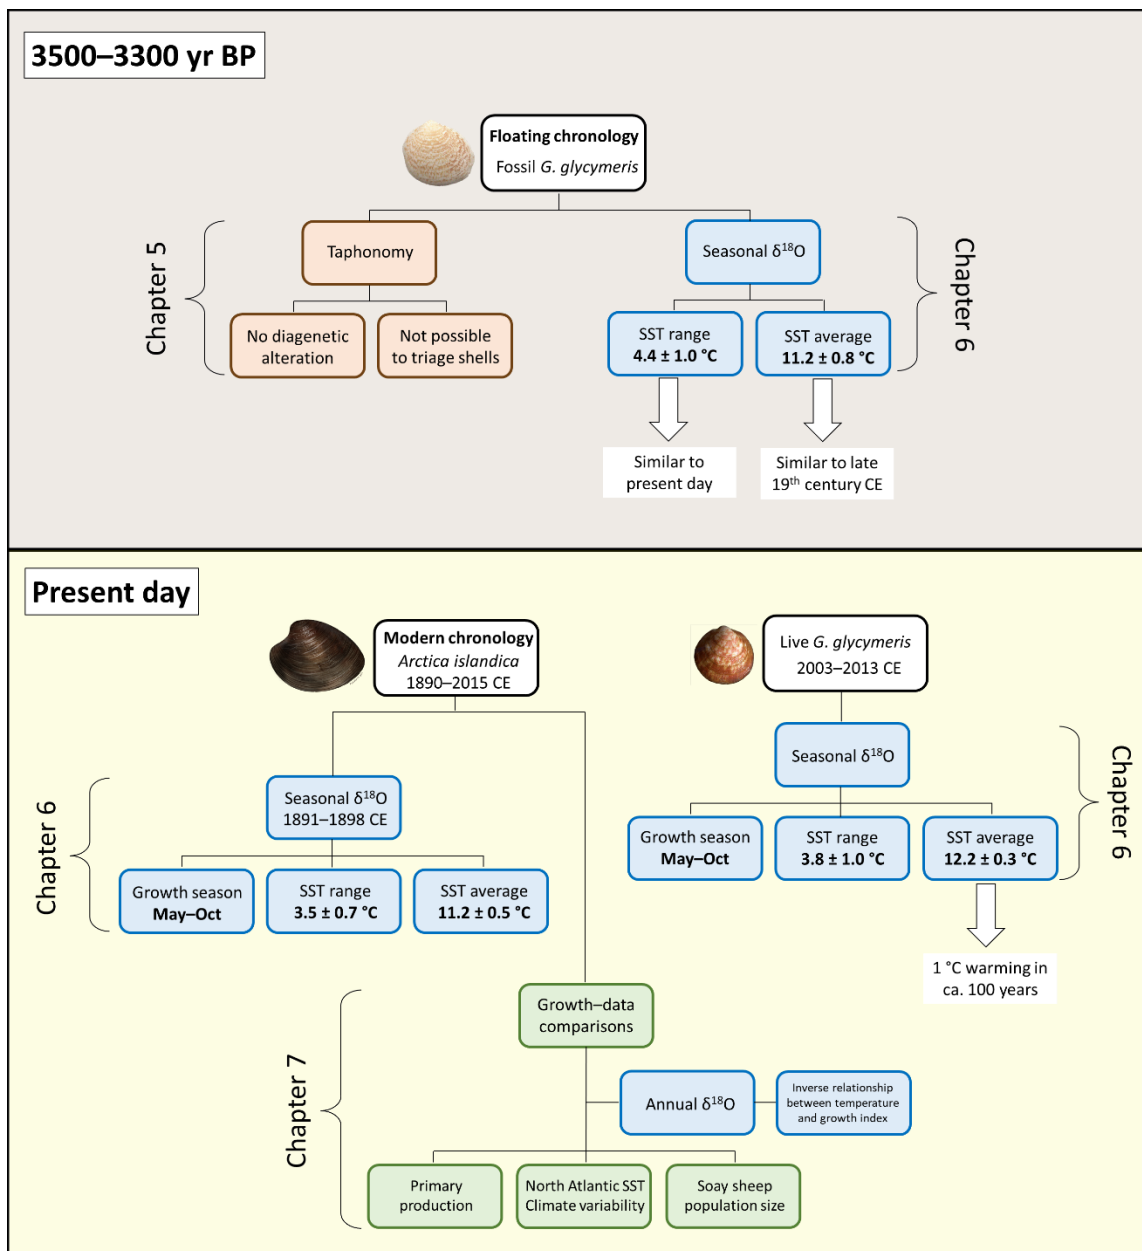 3500–3300 yr BP
Floating chronology
Fossil G. glycymeris
Chapter 5
Taphonomy
No diagenetic
alteration
Not possible
to triage shells
Seasonal δ¹⁸O
SST range
4.4 ± 1.0 °C
SST average
11.2 ± 0.8 °C
Chapter 6
Similar to
present day
Similar to late
19th century CE
Present day
Modern chronology
Arctica islandica
1890–2015 CE
Live G. glycymeris
2003–2013 CE
Chapter 6
Seasonal δ¹⁸O
1891–1898 CE
Growth season
May–Oct
SST range
3.5 ± 0.7 °C
SST average
11.2 ± 0.5 °C
Seasonal δ¹⁸O
Growth season
May–Oct
SST range
3.8 ± 1.0 °C
SST average
12.2 ± 0.3 °C
Chapter 6
1 °C warming in
ca. 100 years
Chapter 7
Growth–data
comparisons
Annual δ¹⁸O
Inverse relationship
between temperature
and growth index
Primary
production
North Atlantic SST
Climate variability
Soay sheep
population size